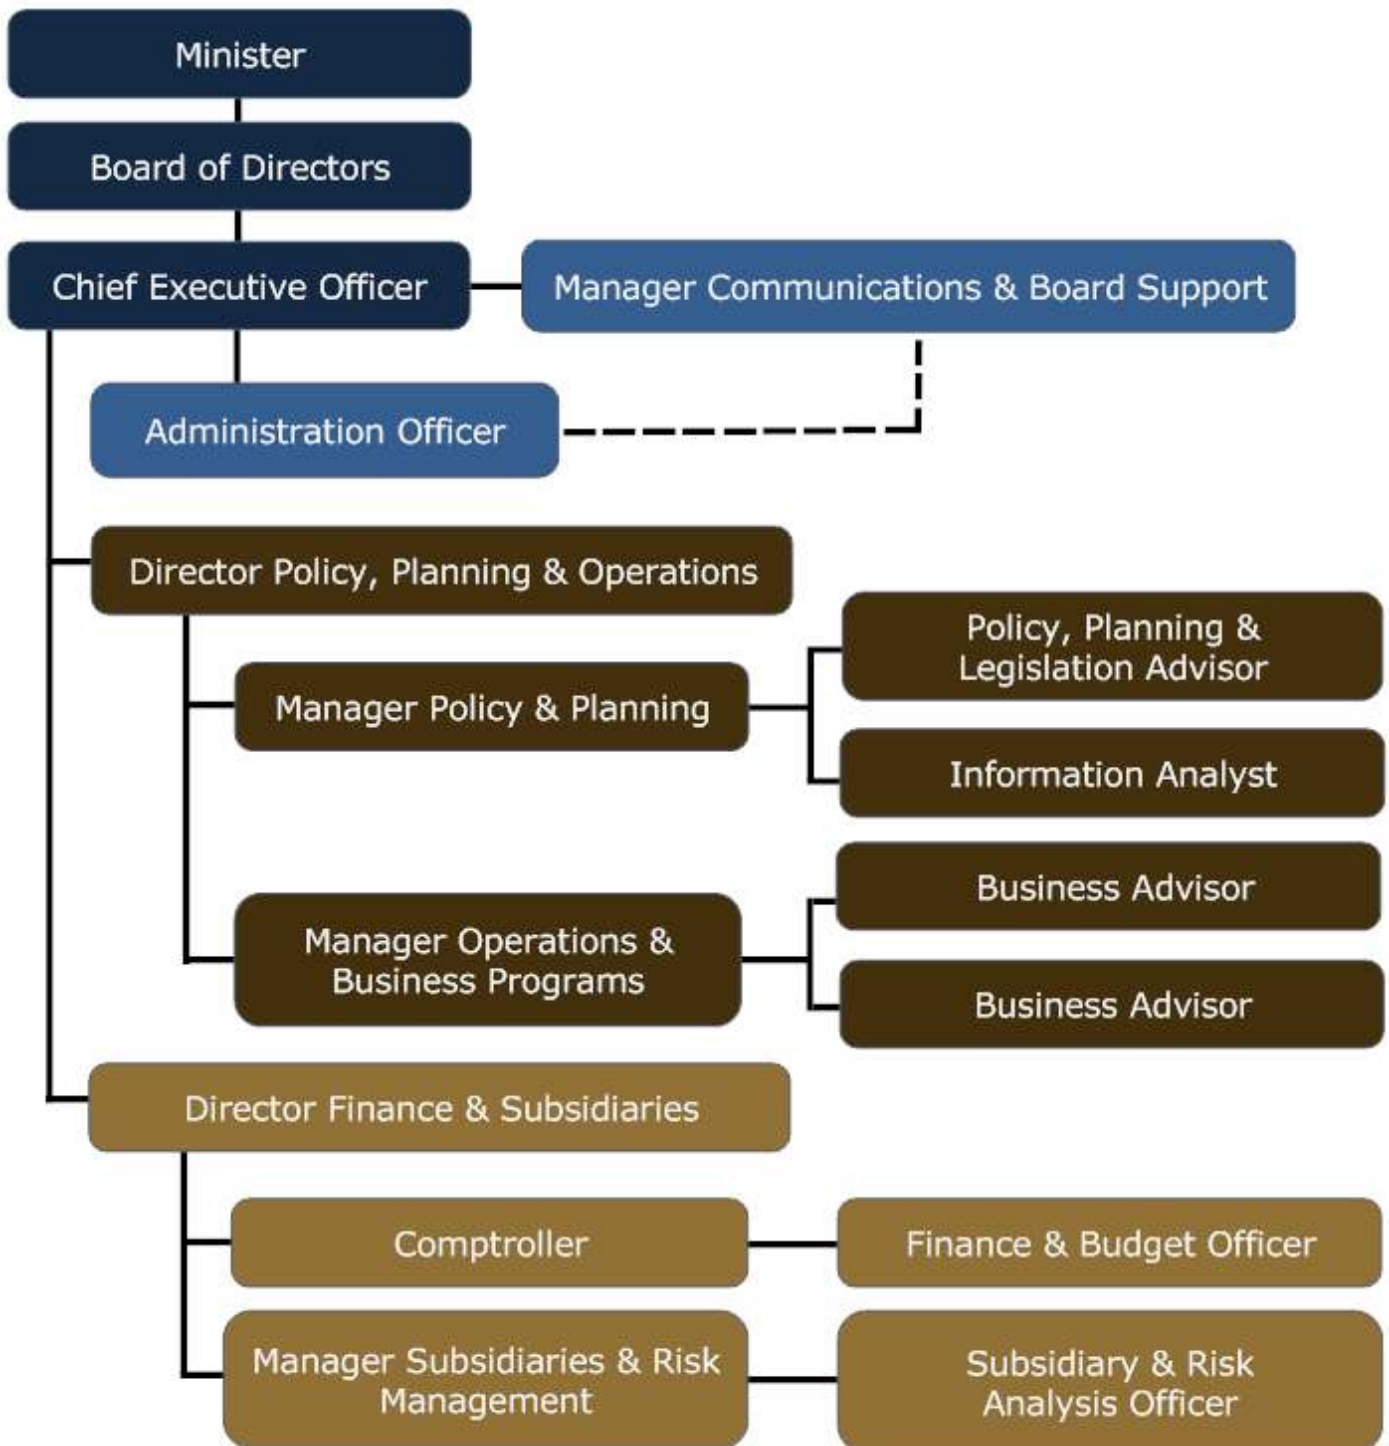 Minister
Board of Directors
Chief Executive Officer
Manager Communications & Board Support
Administration Officer
Director Policy, Planning & Operations
Manager Policy & Planning
Policy, Planning &
Legislation Advisor
Information Analyst
Manager Operations &
Business Programs
Business Advisor
Business Advisor
Director Finance & Subsidiaries
Comptroller
Finance & Budget Officer
Manager Subsidiaries & Risk
Management
Subsidiary & Risk
Analysis Officer